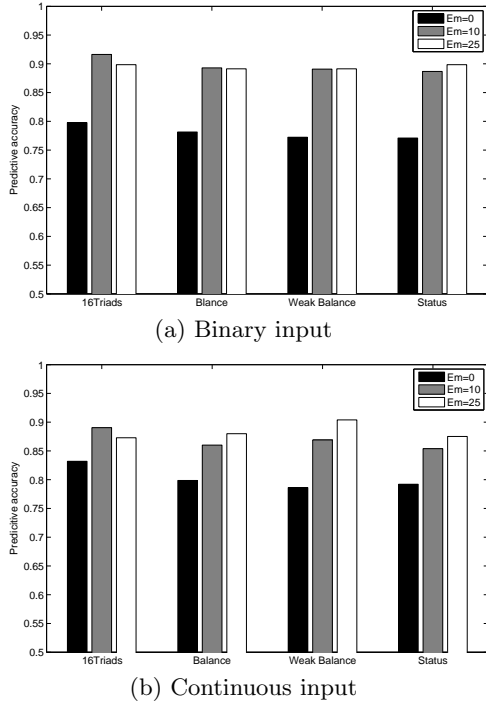 1
0.95
0.9
0.85
0.8
0.75
0.7
0.65
0.6
0.55
0.5
Predictive accuracy
Em=0
Em=10
Em=25
16Triads Blance Weak Balance Status
(a) Binary input
1
0.95
0.9
0.85
0.8
0.75
0.7
0.65
0.6
0.55
0.5
Predicitive accuracy
Em=0
Em=10
Em=25
16Triads Balance Weak Balance Status
(b) Continuous input